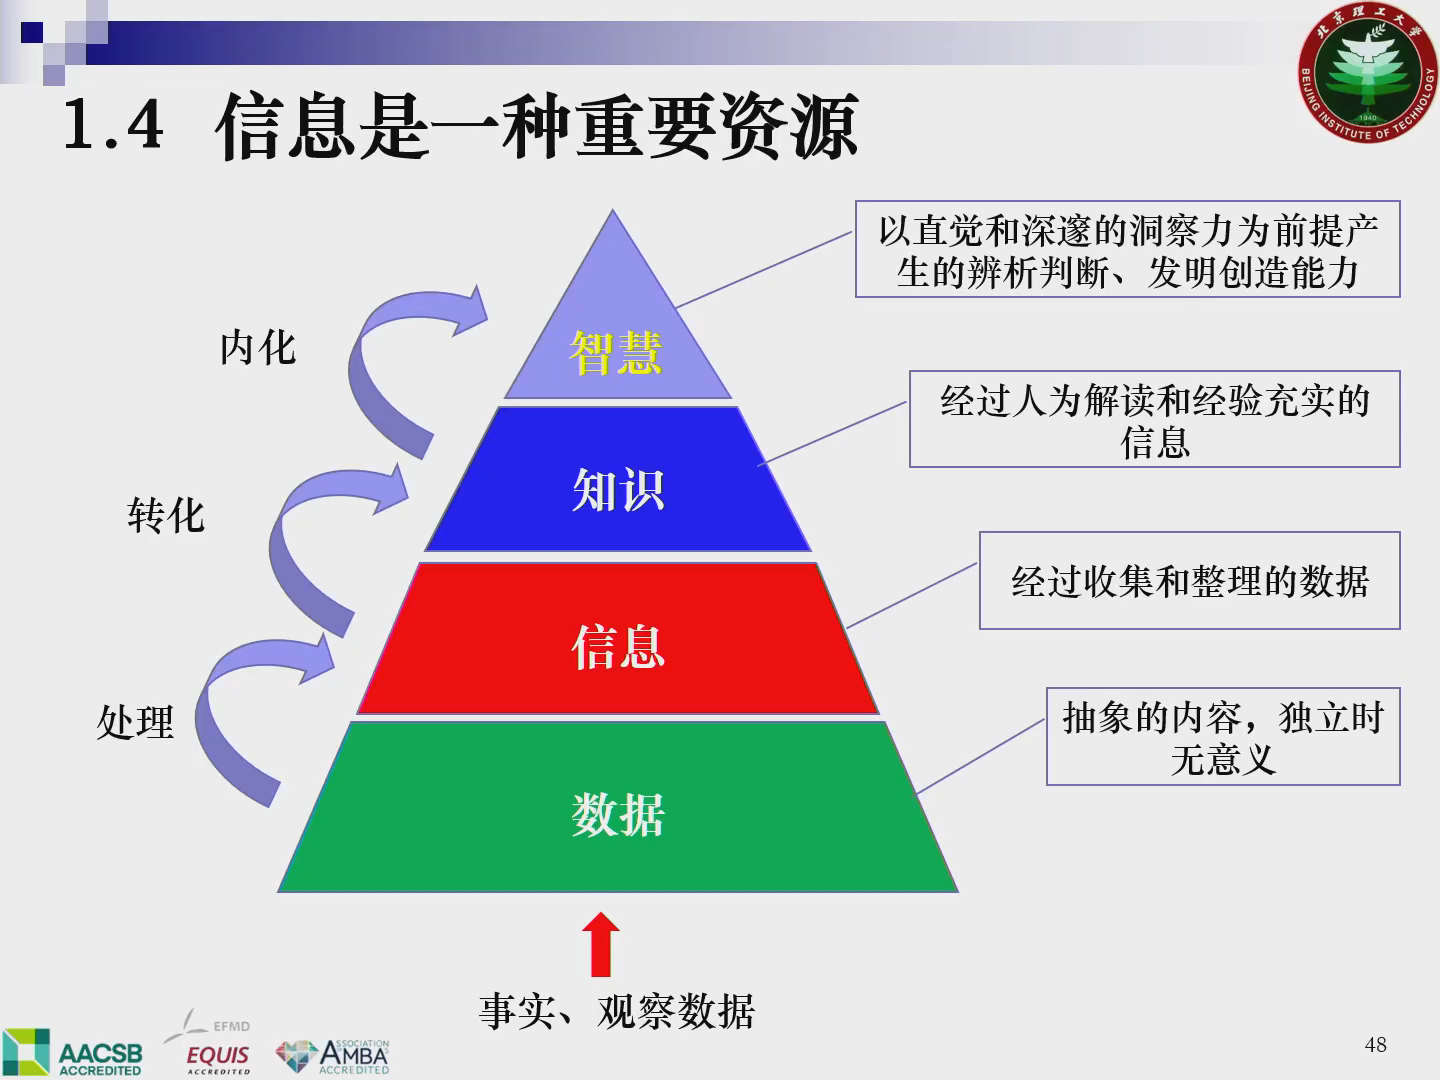 北京理工大学
BEIJING INSTITUTE OF TECHNOLOGY
1940
1.4 信息是一种重要资源
以直觉和深邃的洞察力为前提产
生的辨析判断、发明创造能力
内化
智慧
经过人为解读和经验充实的
信息
转化
知识
经过收集和整理的数据
信息
处理
抽象的内容，独立时
无意义
数据
事实、观察数据
AACSB
ACCREDITED
EFMD
EQUIS
ACCREDITED
ASSOCIATION
AMBA's
ACCREDITED
48